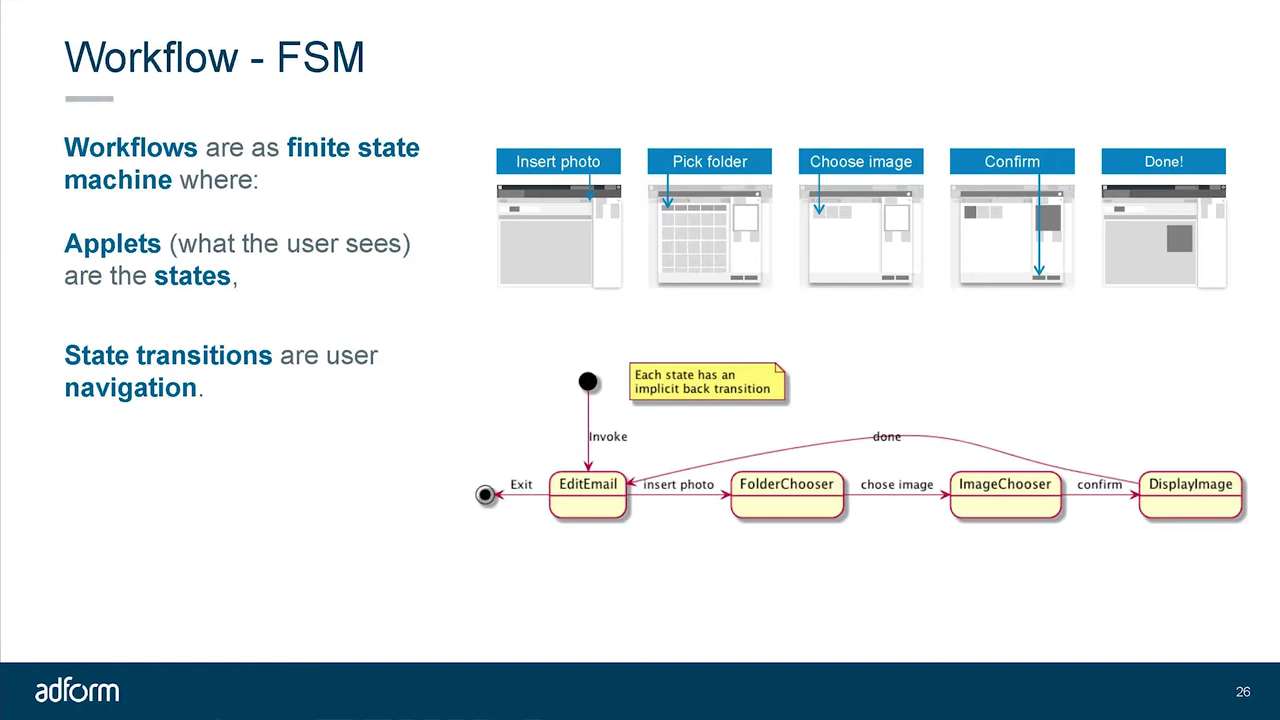 Workflow - FSM
Workflows are as finite state
machine where:
Applets (what the user sees)
are the states,
State transitions are user
navigation.
Insert photo
Pick folder
Choose image
Confirm
Done!
Each state has an
implicit back transition
Invoke
done
Exit
EditEmail
insert photo
FolderChooser
chose image
ImageChooser
confirm
DisplayImage
adform
26